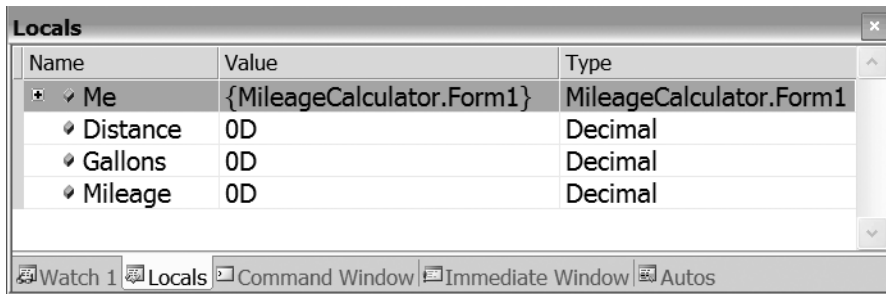 Locals
Name Value Type
Me {MileageCalculator.Form1} MileageCalculator.Form1
Distance 0D Decimal
Gallons 0D Decimal
Mileage 0D Decimal
Watch 1 Locals Command Window Immediate Window Autos